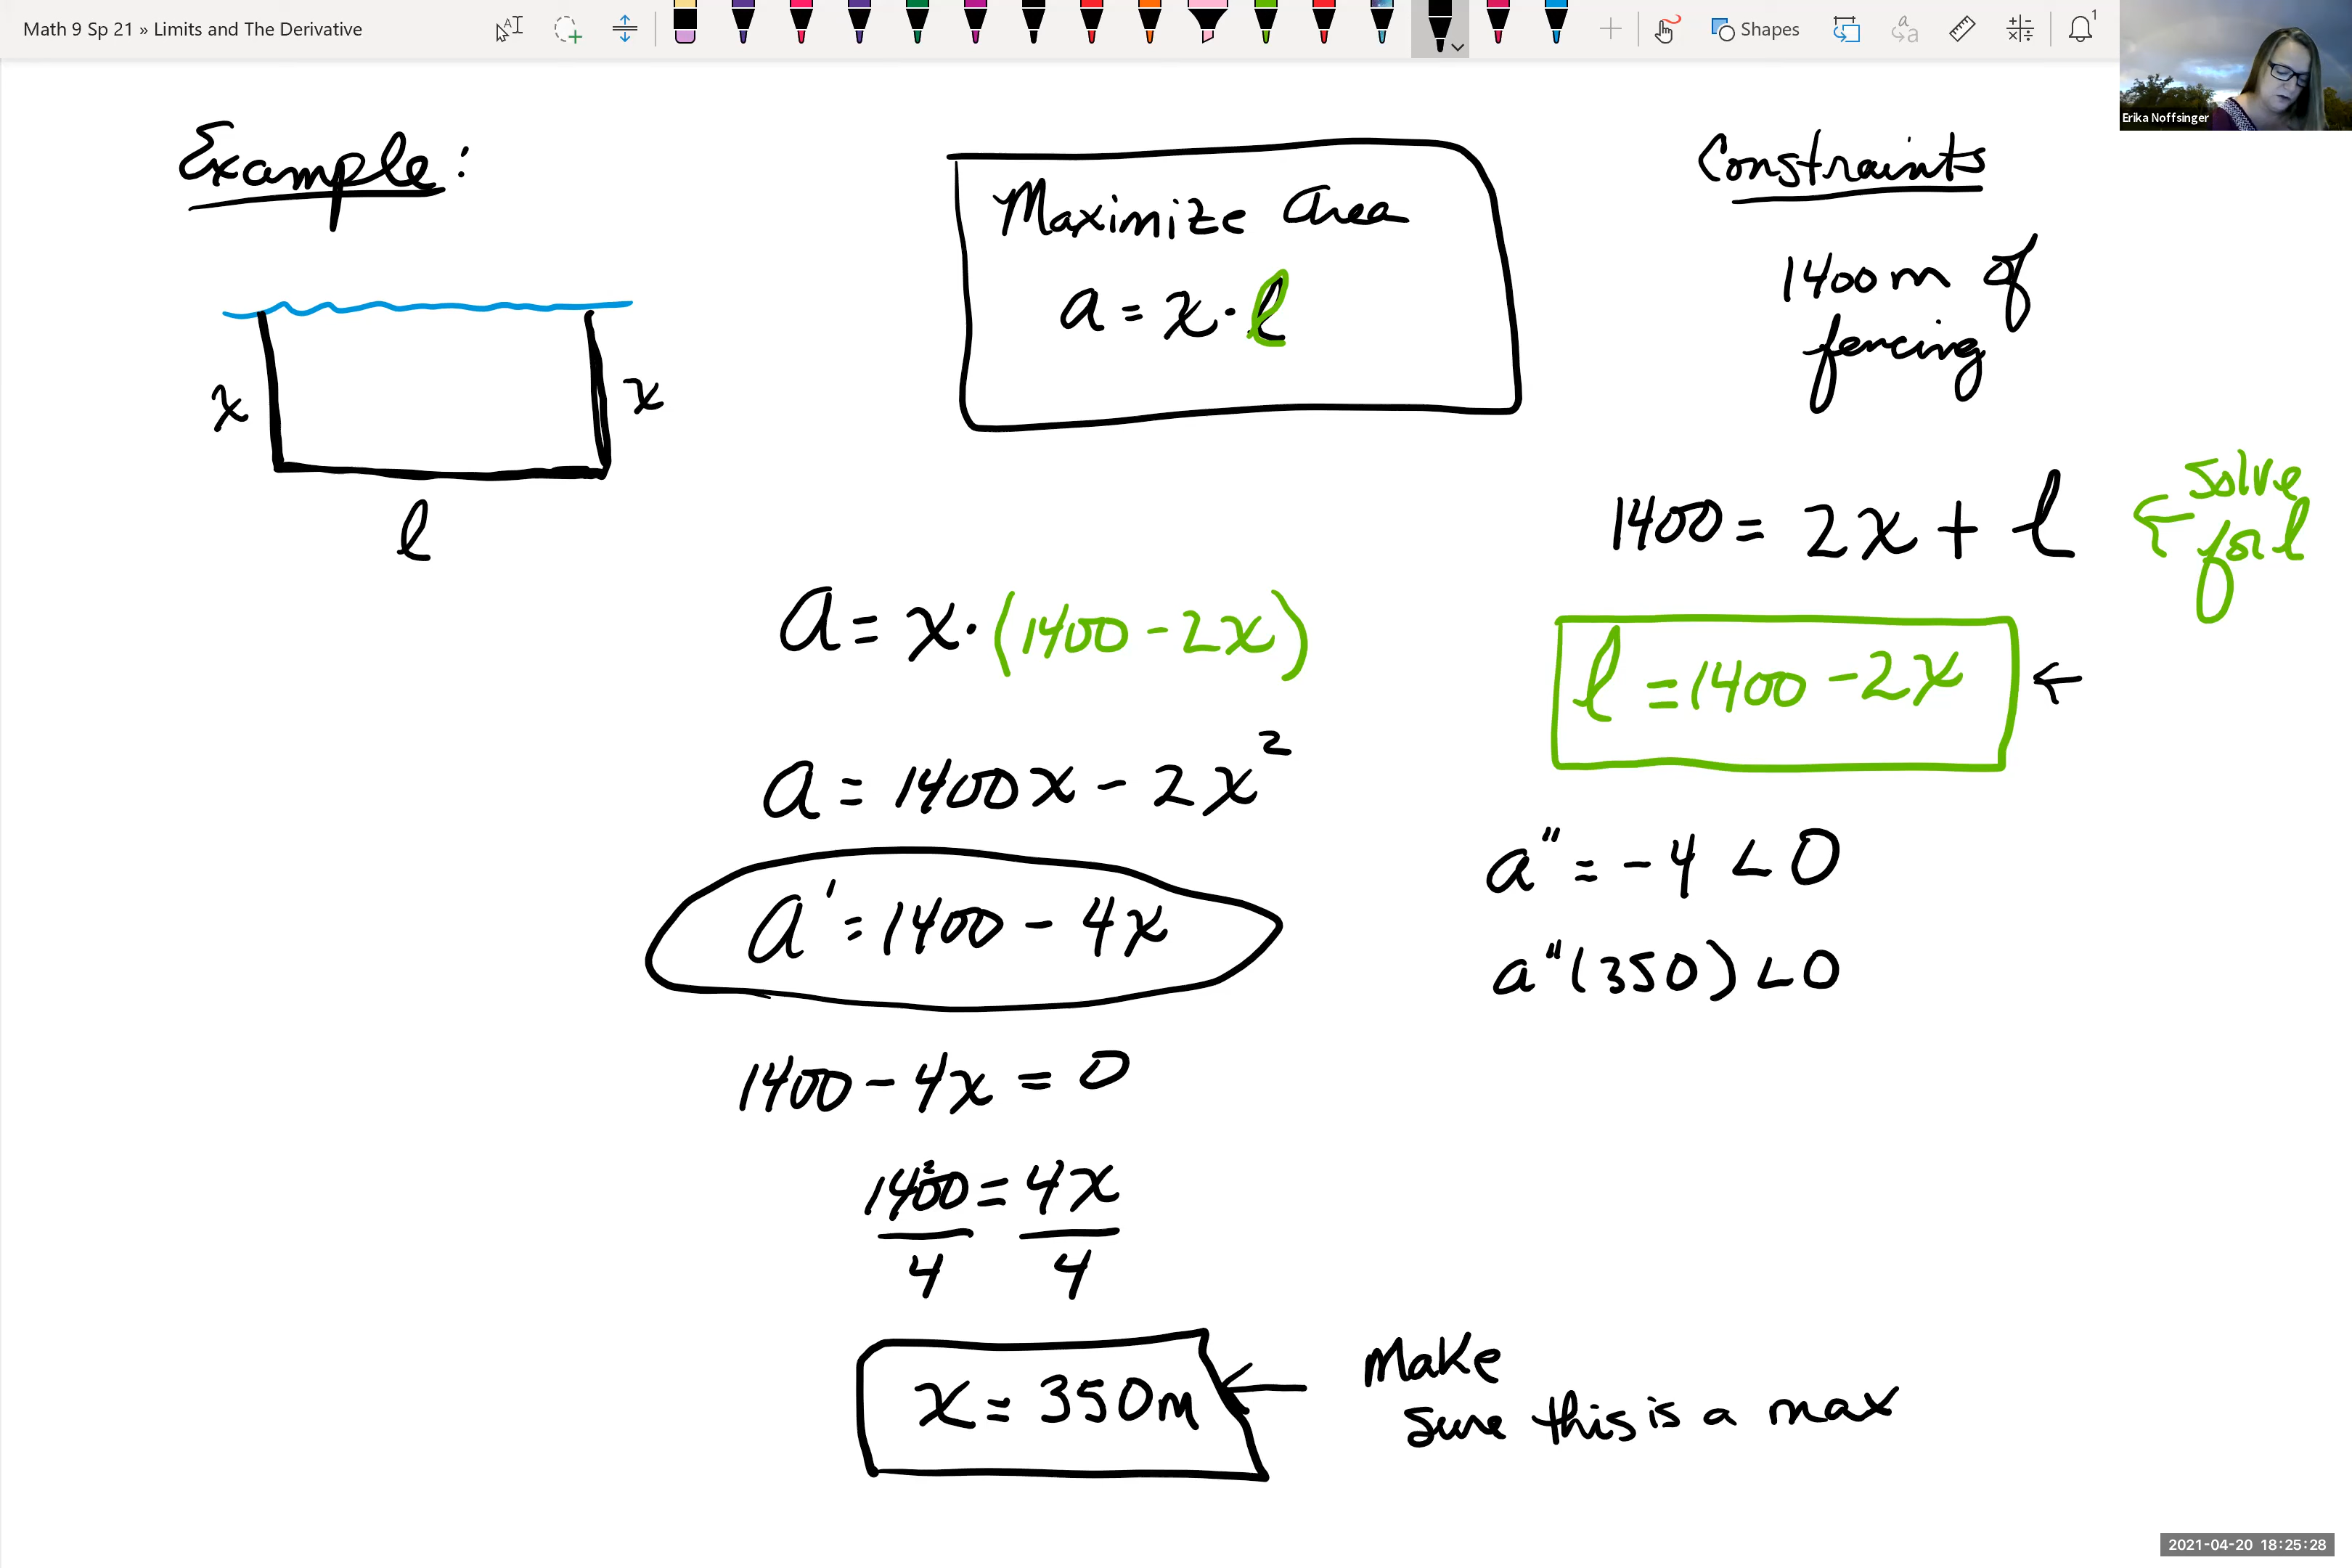 Math 9 Sp 21 » Limits and The Derivative
Shapes
1
Erika Noffsinger
Example:
x
x
l
Maximize area
a = x · l
Constraints
1400 m of
fencing
1400 = 2x + l
solve
for l
l = 1400 - 2x
a = x · (1400 - 2x)
a = 1400x - 2x²
a' = 1400 - 4x
1400 - 4x = 0
1400 = 4x
4 4
x = 350m
a" = -4 < 0
a"(350) < 0
Make
sure this is a max
2021-04-20 18:25:28